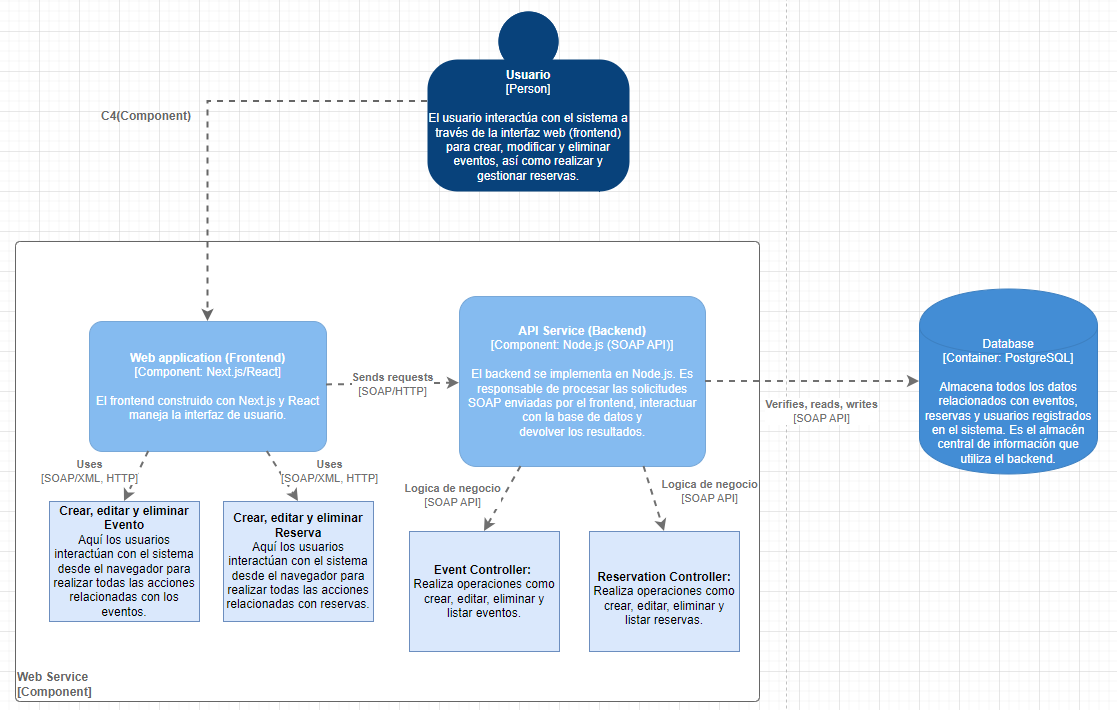 Usuario
[Person]
El usuario interactúa con el sistema a
través de la interfaz web (frontend)
para crear, modificar y eliminar
eventos, así como realizar y
gestionar reservas.
C4(Component)
Web application (Frontend)
[Component: Next.js/React]
El frontend construido con Next.js y React
maneja la interfaz de usuario.
Sends requests
[SOAP/HTTP]
API Service (Backend)
[Component: Node.js (SOAP API)]
El backend se implementa en Node.js. Es
responsable de procesar las solicitudes
SOAP enviadas por el frontend, interactuar
con la base de datos y
devolver los resultados.
Verifies, reads, writes
[SOAP API]
Database
[Container: PostgreSQL]
Almacena todos los datos
relacionados con eventos,
reservas y usuarios registrados
en el sistema. Es el almacén
central de información que
utiliza el backend.
Uses
[SOAP/XML, HTTP]
Uses
[SOAP/XML, HTTP]
Logica de negocio
[SOAP API]
Logica de negocio
[SOAP API]
Crear, editar y eliminar
Evento
Aquí los usuarios
interactúan con el sistema
desde el navegador para
realizar todas las acciones
relacionadas con los
eventos.
Crear, editar y eliminar
Reserva
Aquí los usuarios
interactúan con el sistema
desde el navegador para
realizar todas las acciones
relacionadas con reservas.
Event Controller:
Realiza operaciones como
crear, editar, eliminar y
listar eventos.
Reservation Controller:
Realiza operaciones como
crear, editar, eliminar y
listar reservas.
Web Service
[Component]